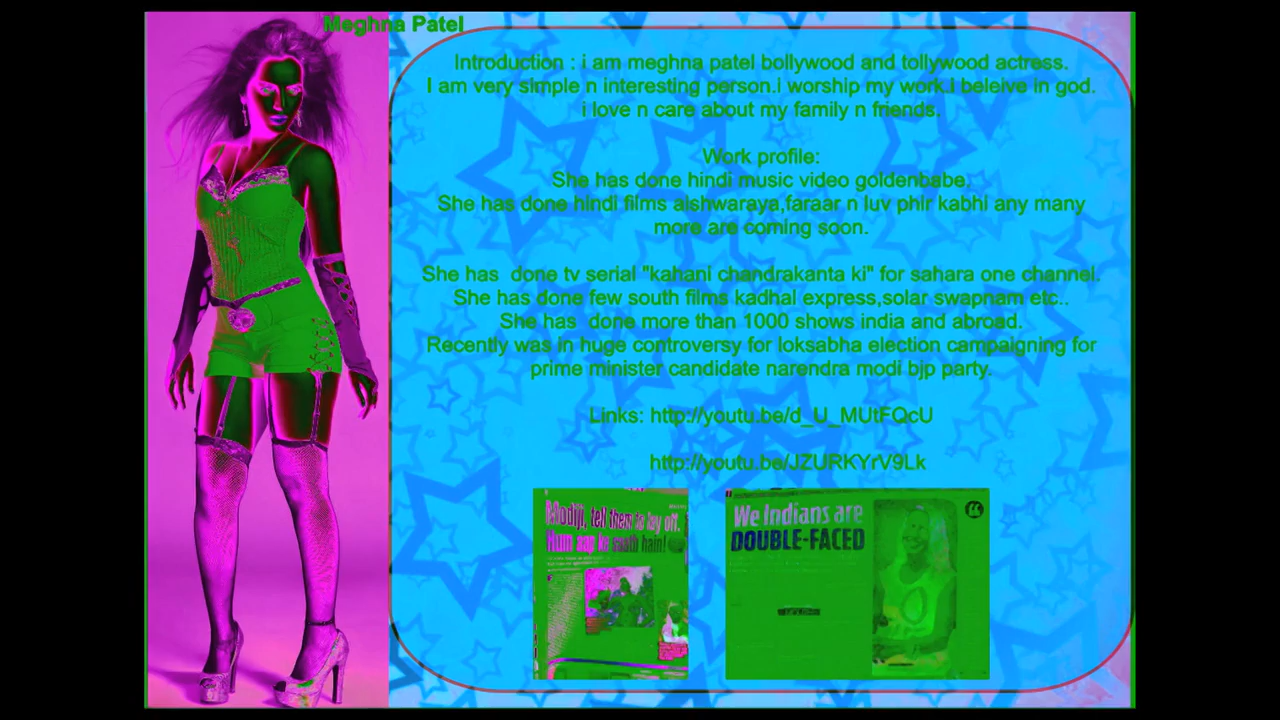 Meghna Patel
Introduction : i am meghna patel bollywood and tollywood actress.
I am very simple n interesting person.i worship my work.I beleive in god.
i love n care about my family n friends.
Work profile:
She has done hindi music video goldenbabe.
She has done hindi films aishwaraya,faraar n luv phir kabhi any many
more are coming soon.
She has done tv serial "kahani chandrakanta ki" for sahara one channel.
She has done few south films kadhal express,solar swapnam etc..
She has done more than 1000 shows india and abroad.
Recently was in huge controversy for loksabha election campaigning for
prime minister candidate narendra modi bjp party.
Links: http://youtu.be/d_U_MUtFQcU
http://youtu.be/JZURKYrV9Lk
Modiji, tell them to lay off.
Hum aap ke saath hain!
We Indians are
DOUBLE-FACED